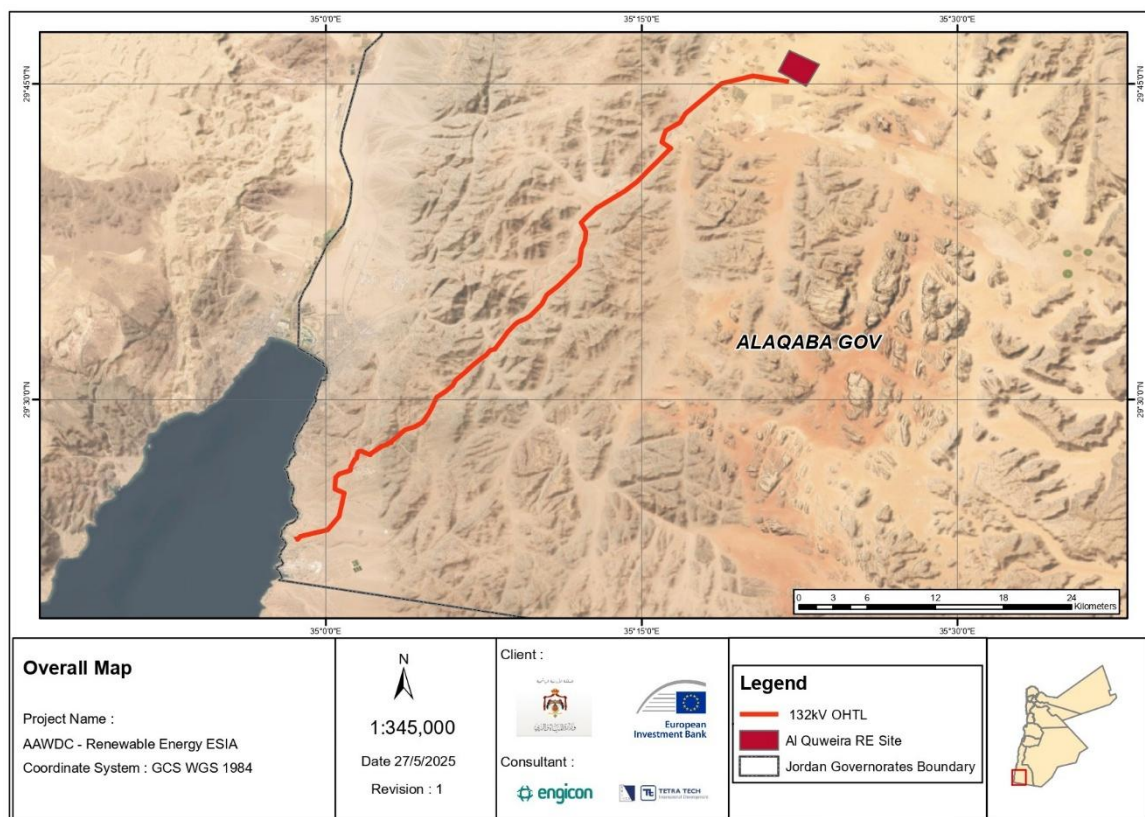 35°0'0"E
35°15'0"E
35°30'0"E
29°45'0"N
29°45'0"N
ALAQABA GOV
29°30'0"N
29°30'0"N
0 3 6 12 18 24
Kilometers
35°0'0"E
35°15'0"E
35°30'0"E
Overall Map
Project Name :
AAWDC - Renewable Energy ESIA
Coordinate System : GCS WGS 1984
N
1:345,000
Date 27/5/2025
Revision : 1
Client :
European
Investment Bank
Consultant :
engicon
TETRA TECH
International Development
Legend
132kV OHTL
Al Quweira RE Site
Jordan Governorates Boundary